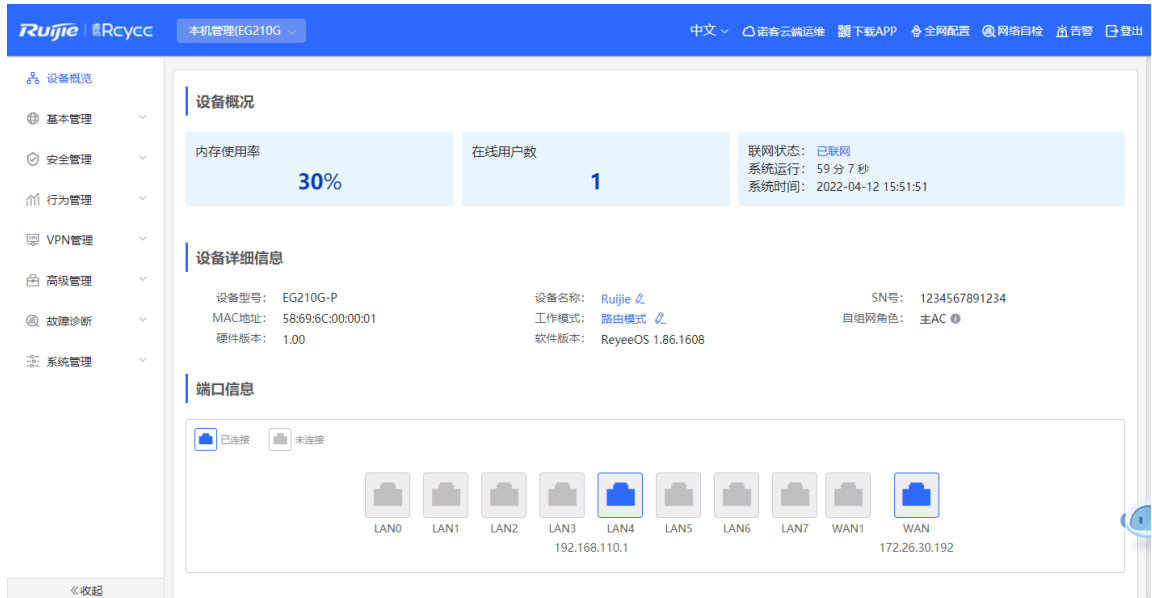 Ruijie | Rcycc 本机管理(EG210G 中文 诺客云端运维 下载APP 全网配置 网络自检 告警 登出
设备概览
基本管理
安全管理
行为管理
VPN管理
高级管理
故障诊断
系统管理
《收起
设备概况
内存使用率
30%
在线用户数
1
联网状态: 已联网
系统运行: 59 分 7 秒
系统时间: 2022-04-12 15:51:51
设备详细信息
设备型号: EG210G-P 设备名称: Ruijie SN号: 1234567891234
MAC地址: 58:69:6C:00:00:01 工作模式: 路由模式 自组网角色: 主AC
硬件版本: 1.00 软件版本: ReyeeOS 1.86.1608
端口信息
已连接 未连接
LAN0 LAN1 LAN2 LAN3 LAN4 LAN5 LAN6 LAN7 WAN1 WAN
192.168.110.1 172.26.30.192